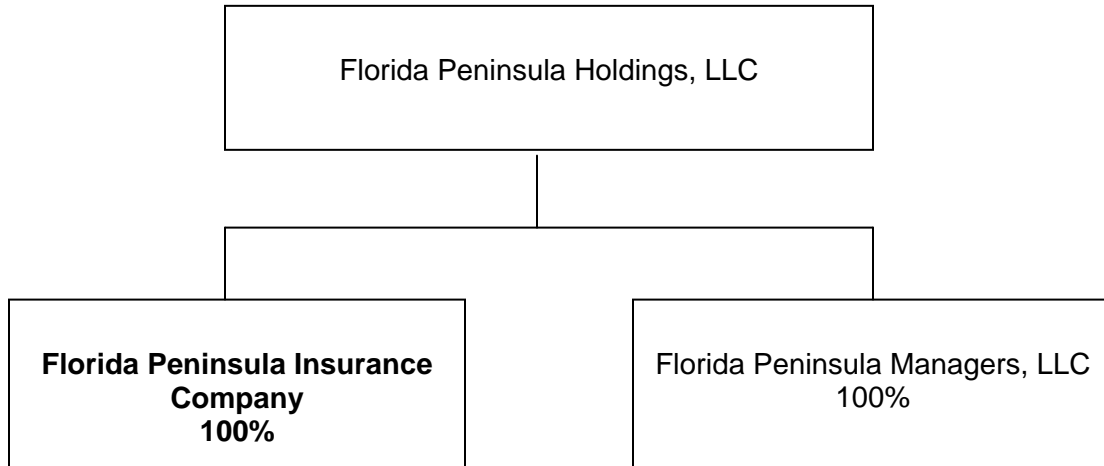 Florida Peninsula Holdings, LLC
Florida Peninsula Insurance
Company
100%
Florida Peninsula Managers, LLC
100%